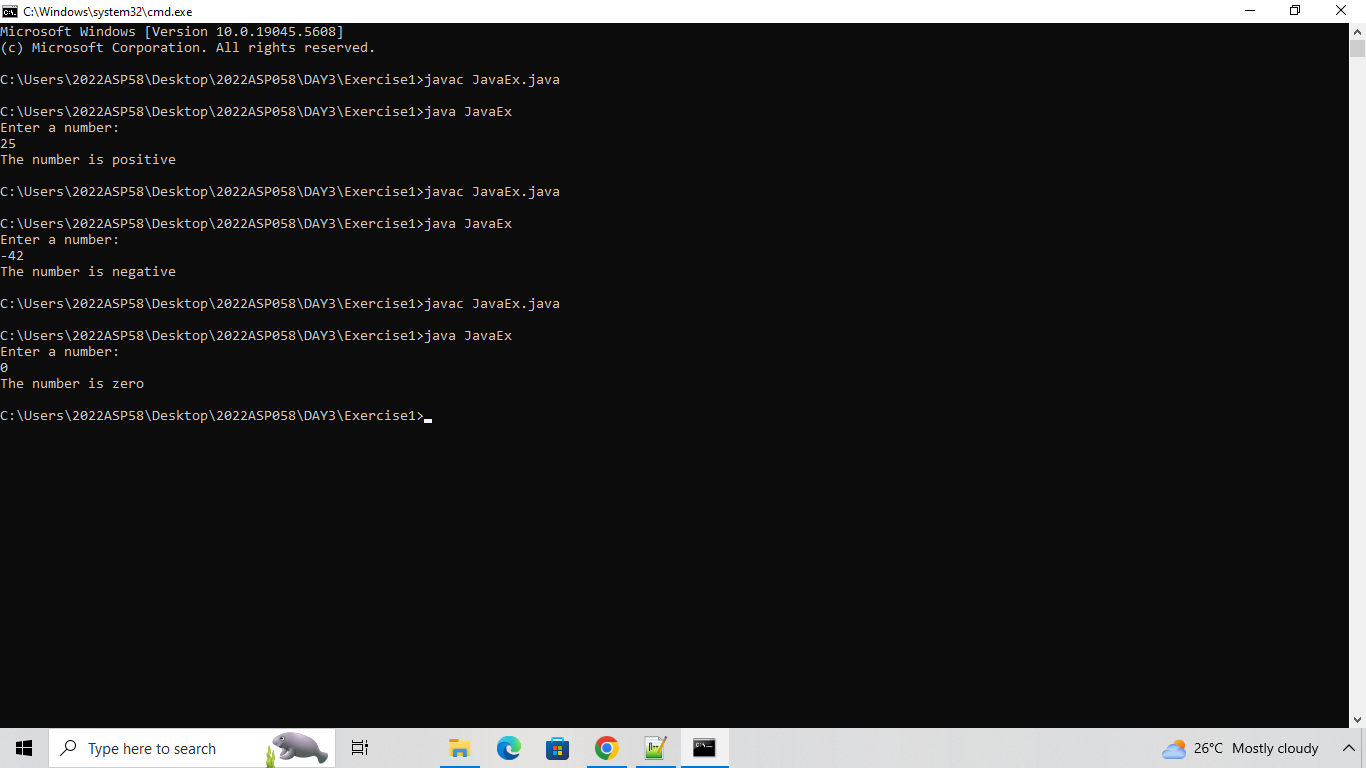 C:\Windows\system32\cmd.exe
Microsoft Windows [Version 10.0.19045.5608]
(c) Microsoft Corporation. All rights reserved.
C:\Users\2022ASP58\Desktop\2022ASP058\DAY3\Exercise1>javac JavaEx.java
C:\Users\2022ASP58\Desktop\2022ASP058\DAY3\Exercise1>java JavaEx
Enter a number:
25
The number is positive
C:\Users\2022ASP58\Desktop\2022ASP058\DAY3\Exercise1>javac JavaEx.java
C:\Users\2022ASP58\Desktop\2022ASP058\DAY3\Exercise1>java JavaEx
Enter a number:
-42
The number is negative
C:\Users\2022ASP58\Desktop\2022ASP058\DAY3\Exercise1>javac JavaEx.java
C:\Users\2022ASP58\Desktop\2022ASP058\DAY3\Exercise1>java JavaEx
Enter a number:
0
The number is zero
C:\Users\2022ASP58\Desktop\2022ASP058\DAY3\Exercise1>
Type here to search
26°C Mostly cloudy